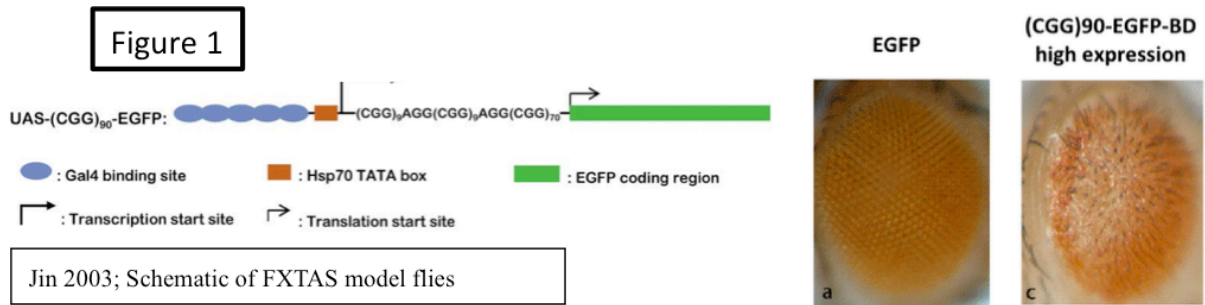 Figure 1
EGFP
(CGG)90-EGFP-BD
high expression
UAS-(CGG)₉₀-EGFP:
(CGG)₉AGG(CGG)₉AGG(CGG)₇₀
: Gal4 binding site
: Hsp70 TATA box
: EGFP coding region
: Transcription start site
: Translation start site
Jin 2003; Schematic of FXTAS model flies
a
c